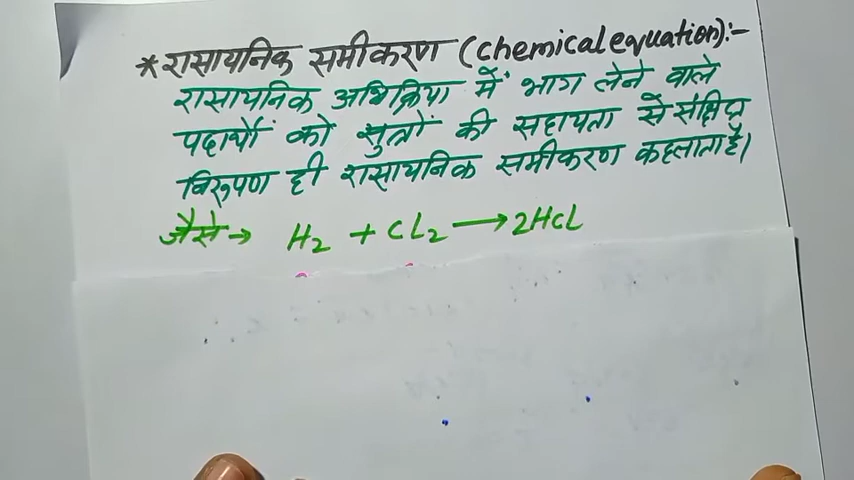 * रासायनिक समीकरण (chemical equation):-
रासायनिक अभिक्रिया में भाग लेने वाले
पदार्थों को सुत्रों की सहायता से संक्षिप्त
निरूपण ही रासायनिक समीकरण कहलाता है।
जैसे → H₂ + CL₂ ⟶ 2HCL